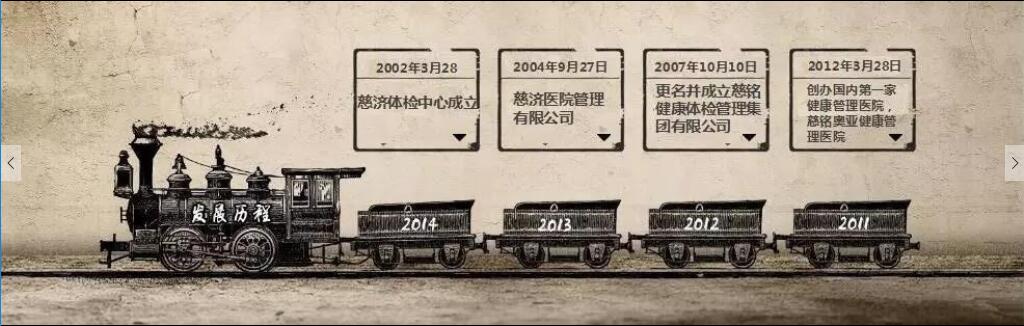 2002年3月28
慈济体检中心成立
2004年9月27日
慈济医院管理
有限公司
2007年10月10日
更名并成立慈铭
健康体检管理集
团有限公司
2012年3月28日
创办国内第一家
健康管理医院，
慈铭奥亚健康管
理医院
发展历程
2014
2013
2012
2011